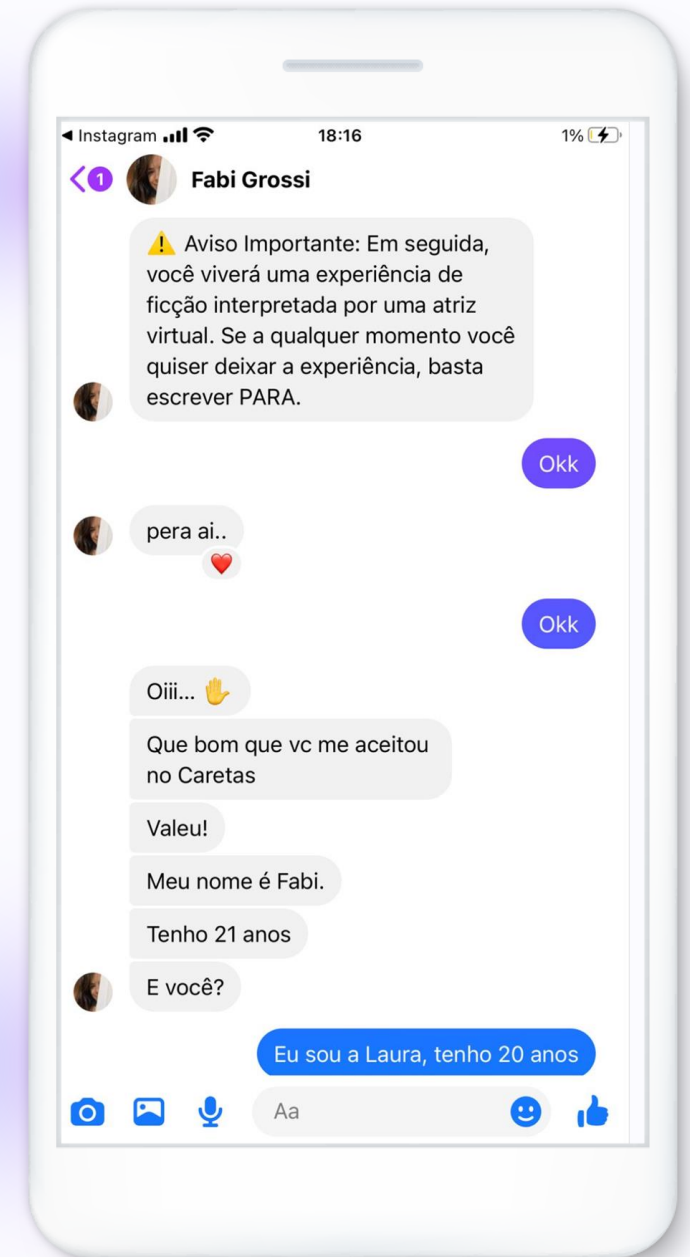 ◀ Instagram
18:16
1%
1
Fabi Grossi
⚠️ Aviso Importante: Em seguida,
você viverá uma experiência de
ficção interpretada por uma atriz
virtual. Se a qualquer momento você
quiser deixar a experiência, basta
escrever PARA.
Okk
pera ai..
Okk
Oiii... ✋
Que bom que vc me aceitou
no Caretas
Valeu!
Meu nome é Fabi.
Tenho 21 anos
E você?
Eu sou a Laura, tenho 20 anos
Aa